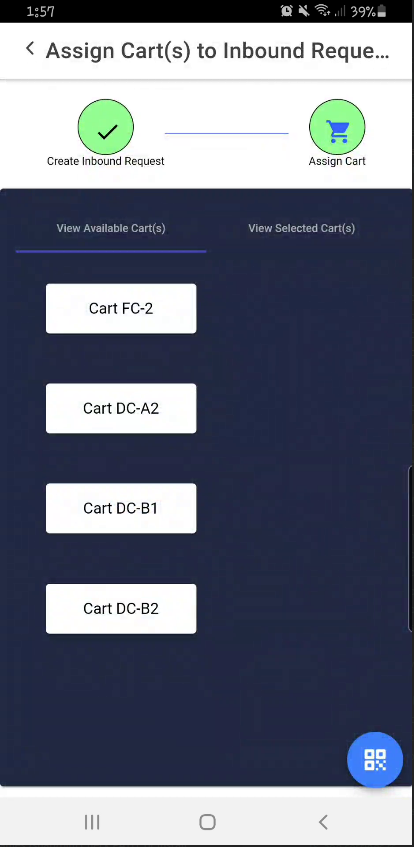 1:57 39%
Assign Cart(s) to Inbound Reque...
Create Inbound Request Assign Cart
View Available Cart(s) View Selected Cart(s)
Cart FC-2
Cart DC-A2
Cart DC-B1
Cart DC-B2